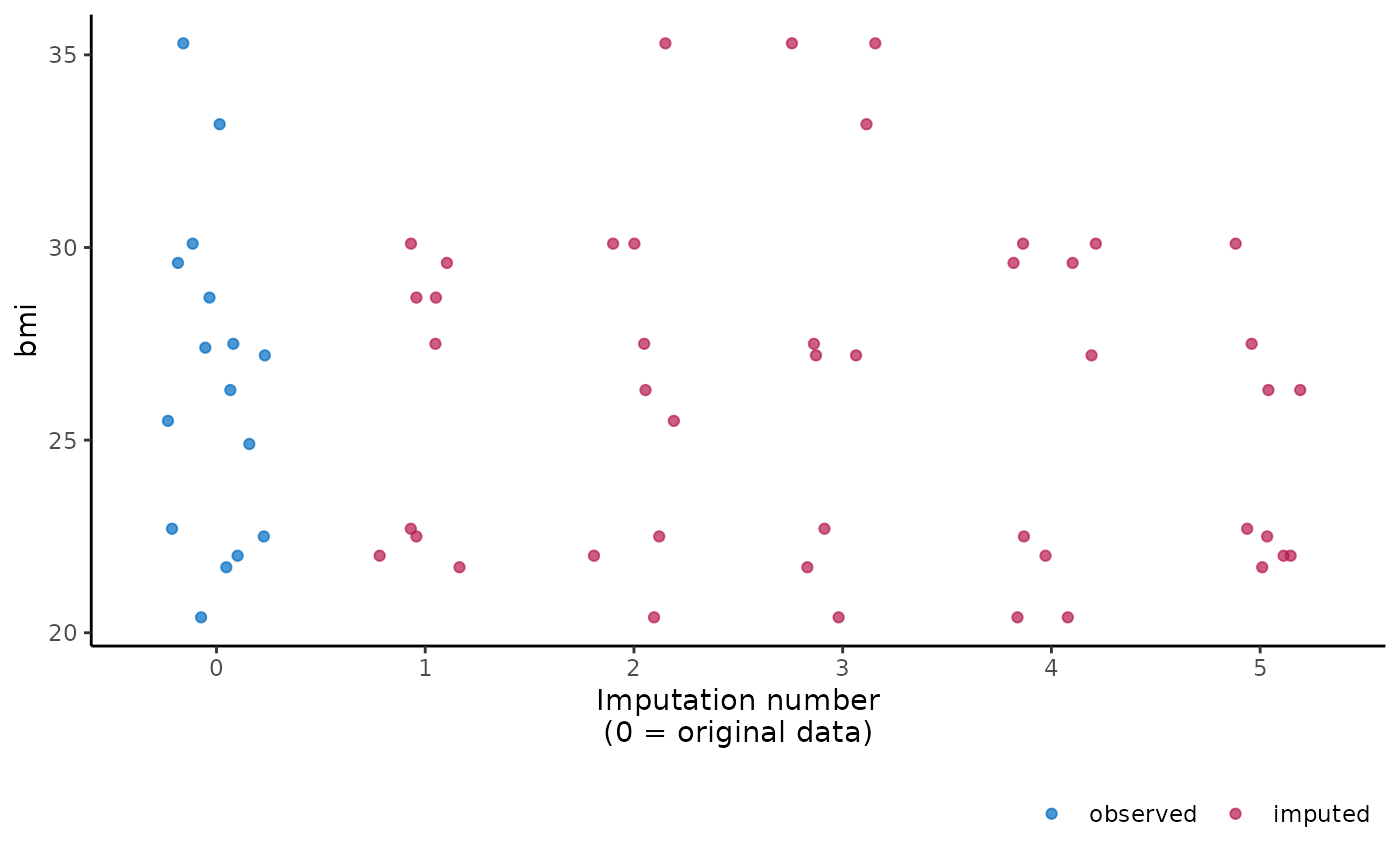 35
30
25
20
bmi
0 1 2 3 4 5
Imputation number
(0 = original data)
observed imputed